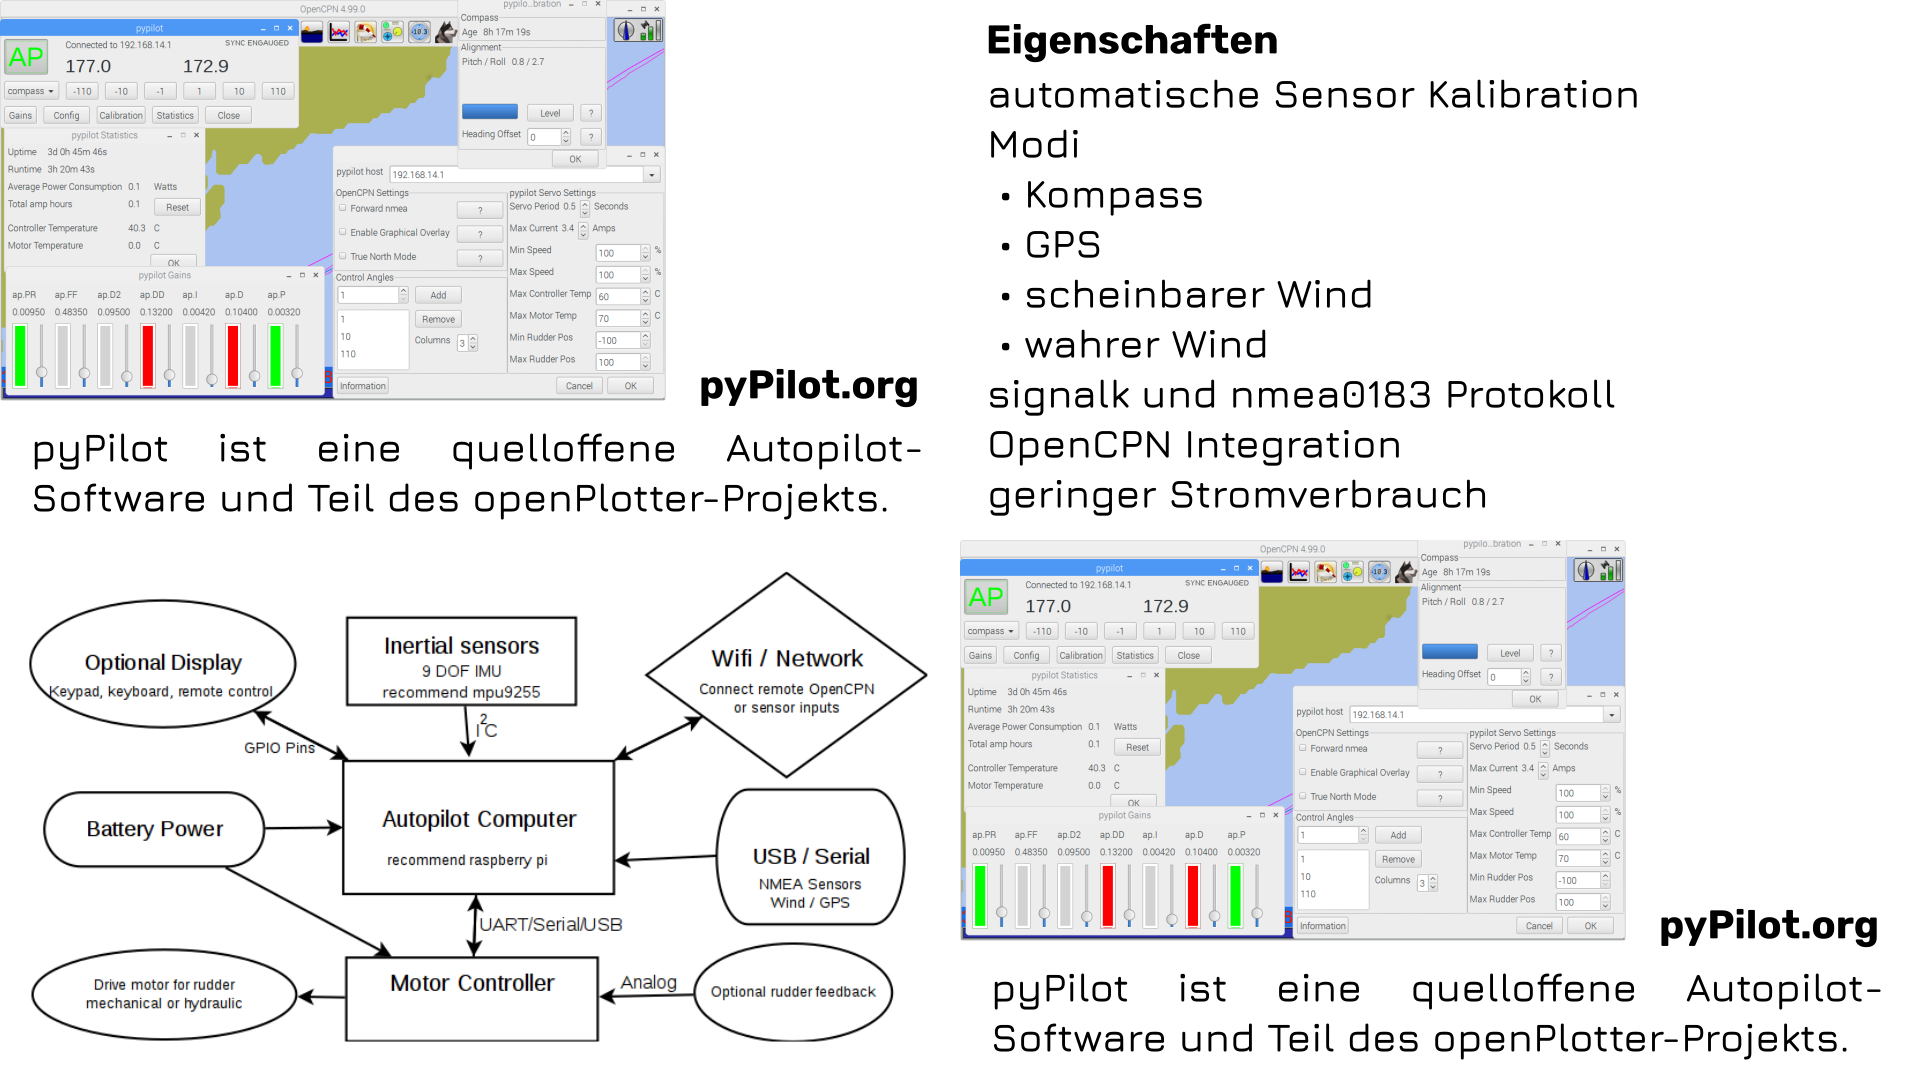 OpenCPN 4.99.0
pypilot
AP
Connected to 192.168.14.1
SYNC ENGAUGED
177.0 172.9
compass -110 -10 -1 1 10 110
Gains Config Calibration Statistics Close
pypilo...bration
Compass
Age 8h 17m 19s
Alignment
Pitch / Roll 0.8 / 2.7
Level ?
Heading Offset 0 ?
OK
pypilot Statistics
Uptime 3d 0h 45m 46s
Runtime 3h 20m 43s
Average Power Consumption 0.1 Watts
Total amp hours 0.1 Reset
Controller Temperature 40.3 C
Motor Temperature 0.0 C
OK
pypilot Gains
ap.PR ap.FF ap.D2 ap.DD ap.I ap.D ap.P
0.00950 0.48350 0.09500 0.13200 0.00420 0.10400 0.00320
pypilot host 192.168.14.1
OpenCPN Settings
Forward nmea ?
Enable Graphical Overlay ?
True North Mode ?
Control Angles
1 Add
1 Remove
10
110
Columns 3
Information
pypilot Servo Settings
Servo Period 0.5 Seconds
Max Current 3.4 Amps
Min Speed 100 %
Max Speed 100 %
Max Controller Temp 60 C
Max Motor Temp 70 C
Min Rudder Pos -100
Max Rudder Pos 100
Cancel OK
pyPilot.org
pyPilot ist eine quelloffene Autopilot-
Software und Teil des openPlotter-Projekts.
Eigenschaften
automatische Sensor Kalibration
Modi
• Kompass
• GPS
• scheinbarer Wind
• wahrer Wind
signalk und nmea0183 Protokoll
OpenCPN Integration
geringer Stromverbrauch
Optional Display
Keypad, keyboard, remote control
Inertial sensors
9 DOF IMU
recommend mpu9255
Wifi / Network
Connect remote OpenCPN
or sensor inputs
GPIO Pins
I²C
Battery Power
Autopilot Computer
recommend raspberry pi
USB / Serial
NMEA Sensors
Wind / GPS
UART/Serial/USB
Drive motor for rudder
mechanical or hydraulic
Motor Controller
Analog
Optional rudder feedback
OpenCPN 4.99.0
pypilot
AP
Connected to 192.168.14.1
SYNC ENGAUGED
177.0 172.9
compass -110 -10 -1 1 10 110
Gains Config Calibration Statistics Close
pypilo...bration
Compass
Age 8h 17m 19s
Alignment
Pitch / Roll 0.8 / 2.7
Level ?
Heading Offset 0 ?
OK
pypilot Statistics
Uptime 3d 0h 45m 46s
Runtime 3h 20m 43s
Average Power Consumption 0.1 Watts
Total amp hours 0.1 Reset
Controller Temperature 40.3 C
Motor Temperature 0.0 C
OK
pypilot Gains
ap.PR ap.FF ap.D2 ap.DD ap.I ap.D ap.P
0.00950 0.48350 0.09500 0.13200 0.00420 0.10400 0.00320
pypilot host 192.168.14.1
OpenCPN Settings
Forward nmea ?
Enable Graphical Overlay ?
True North Mode ?
Control Angles
1 Add
1 Remove
10
110
Columns 3
Information
pypilot Servo Settings
Servo Period 0.5 Seconds
Max Current 3.4 Amps
Min Speed 100 %
Max Speed 100 %
Max Controller Temp 60 C
Max Motor Temp 70 C
Min Rudder Pos -100
Max Rudder Pos 100
Cancel OK
pyPilot.org
pyPilot ist eine quelloffene Autopilot-
Software und Teil des openPlotter-Projekts.